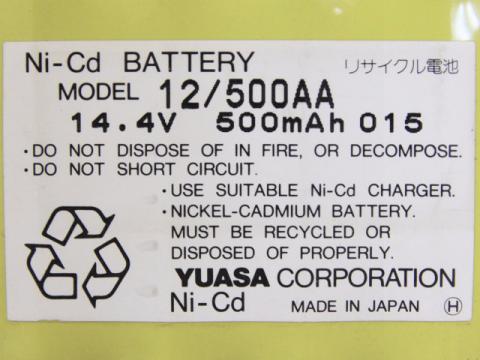 Ni-Cd BATTERY リサイクル電池
MODEL 12/500AA
14.4V 500mAh 015
・DO NOT DISPOSE OF IN FIRE, OR DECOMPOSE.
・DO NOT SHORT CIRCUIT.
・USE SUITABLE Ni-Cd CHARGER.
・NICKEL-CADMIUM BATTERY.
MUST BE RECYCLED OR
DISPOSED OF PROPERLY.
YUASA CORPORATION
Ni-Cd MADE IN JAPAN Ⓗ